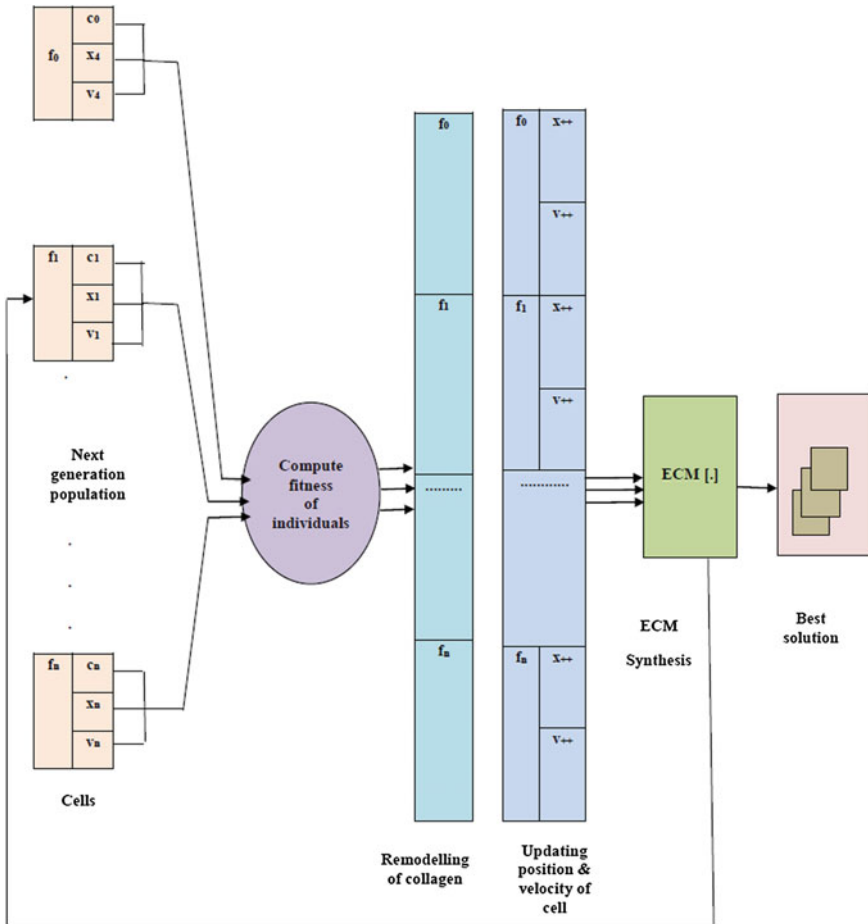 f0 c0
x4
v4
f1 c1
x1
v1
.
Next
generation
population
.
.
.
fn cn
xn
vn
Cells
Compute
fitness
of
individuals
f0
f1
.........
fn
Remodelling
of collagen
f0 x↔
v↔
f1 x↔
v↔
............
fn x↔
v↔
Updating
position &
velocity of
cell
ECM [.]
ECM
Synthesis
Best
solution